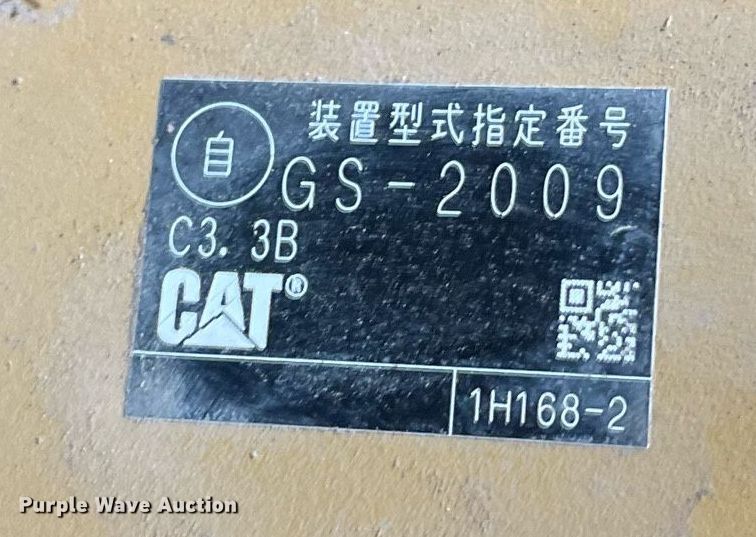 自 装置型式指定番号
GS-2009
C3.3B
CAT®
1H168-2
Purple Wave Auction